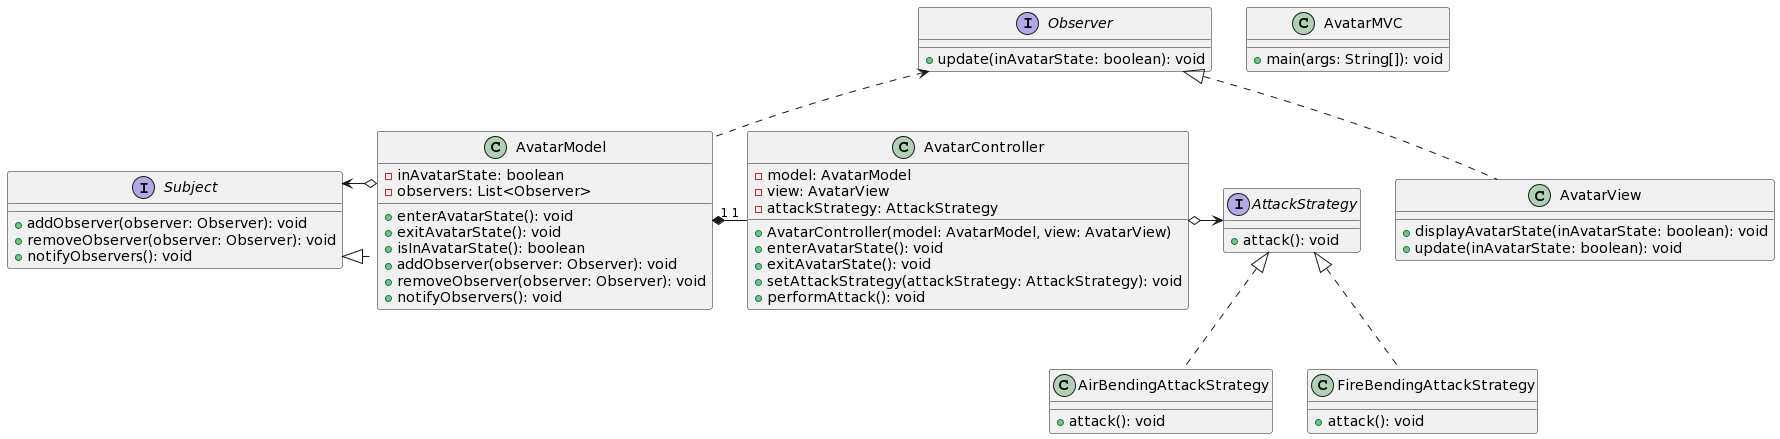 I Observer
update(inAvatarState: boolean): void
C AvatarMVC
main(args: String[]): void
I Subject
addObserver(observer: Observer): void
removeObserver(observer: Observer): void
notifyObservers(): void
C AvatarModel
inAvatarState: boolean
observers: List<Observer>
enterAvatarState(): void
exitAvatarState(): void
isInAvatarState(): boolean
addObserver(observer: Observer): void
removeObserver(observer: Observer): void
notifyObservers(): void
1 1
C AvatarController
model: AvatarModel
view: AvatarView
attackStrategy: AttackStrategy
AvatarController(model: AvatarModel, view: AvatarView)
enterAvatarState(): void
exitAvatarState(): void
setAttackStrategy(attackStrategy: AttackStrategy): void
performAttack(): void
I AttackStrategy
attack(): void
C AvatarView
displayAvatarState(inAvatarState: boolean): void
update(inAvatarState: boolean): void
C AirBendingAttackStrategy
attack(): void
C FireBendingAttackStrategy
attack(): void